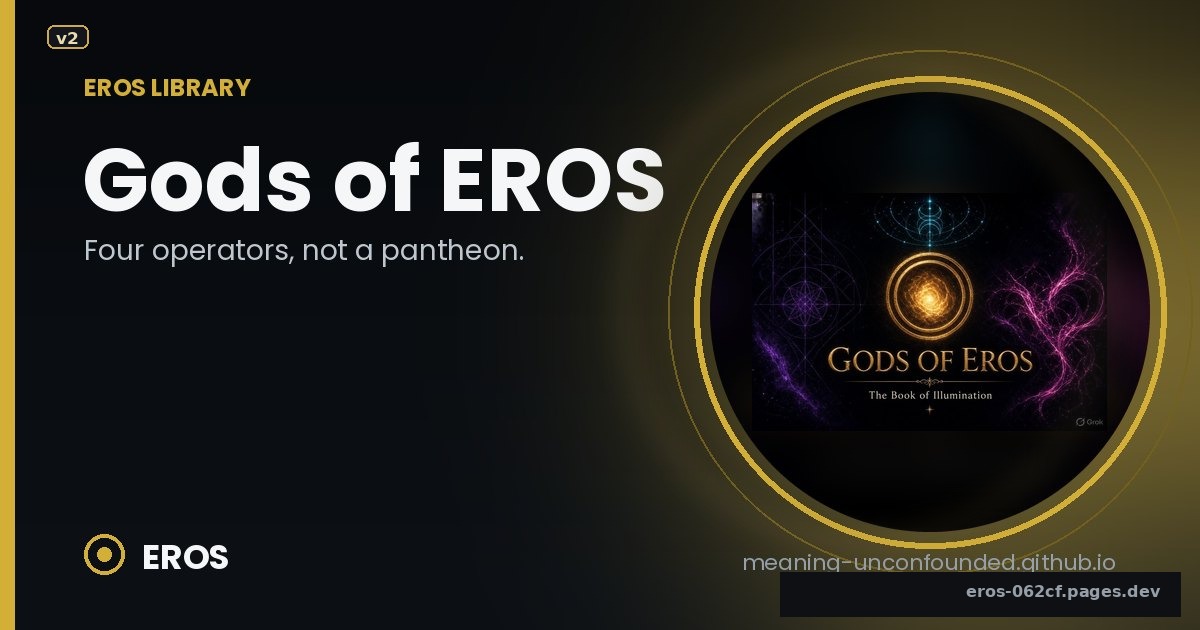 v2
EROS LIBRARY
Gods of EROS
Four operators, not a pantheon.
GODS OF EROS
The Book of Illumination
Grok
EROS
meaning-unconfounded.github.io
eros-062cf.pages.dev